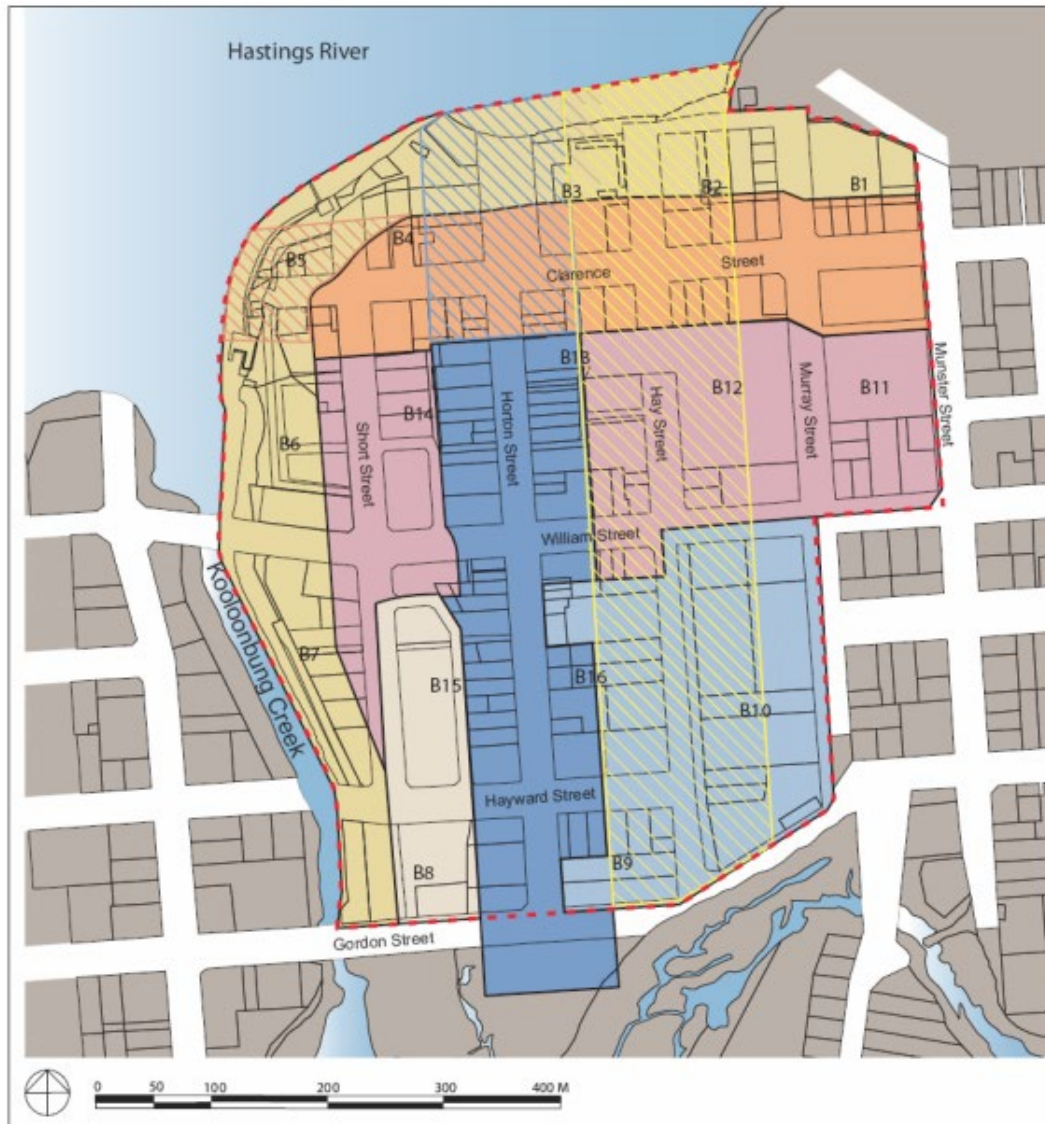 Hastings River
B3
B2
B1
B4
B5
Clarence
Street
B13
B12
B11
B14
B6
Short Street
Horton Street
Hay Street
Murray Street
Munster Street
William Street
Kooloonbung Creek
B7
B15
B16
B10
Hayward Street
B8
B9
Gordon Street
0 50 100 200 300 400 M